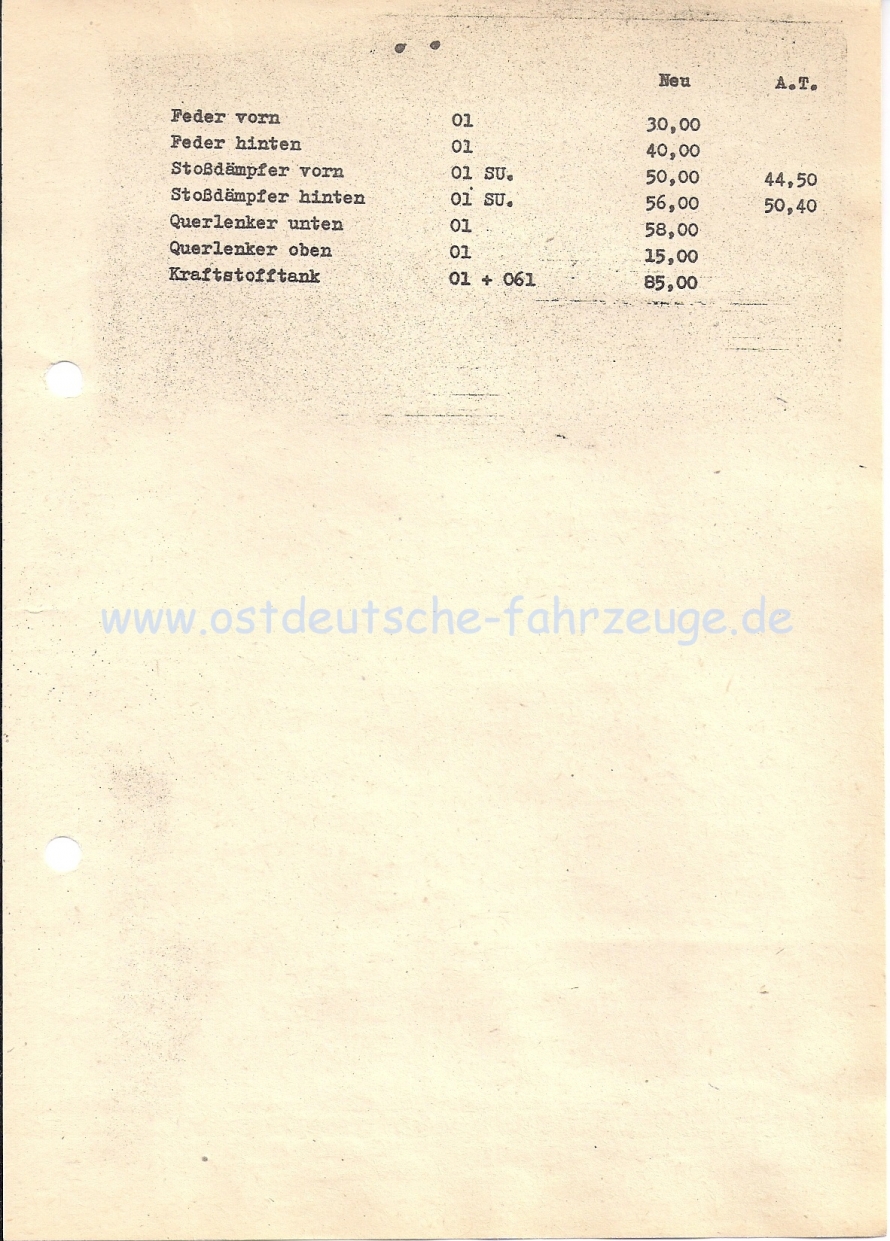 Neu A.T.
Feder vorn 01 30,00
Feder hinten 01 40,00
Stoßdämpfer vorn 01 SU. 50,00 44,50
Stoßdämpfer hinten 01 SU. 56,00 50,40
Querlenker unten 01 58,00
Querlenker oben 01 15,00
Kraftstofftank 01 + 061 85,00
www.ostdeutsche-fahrzeuge.de